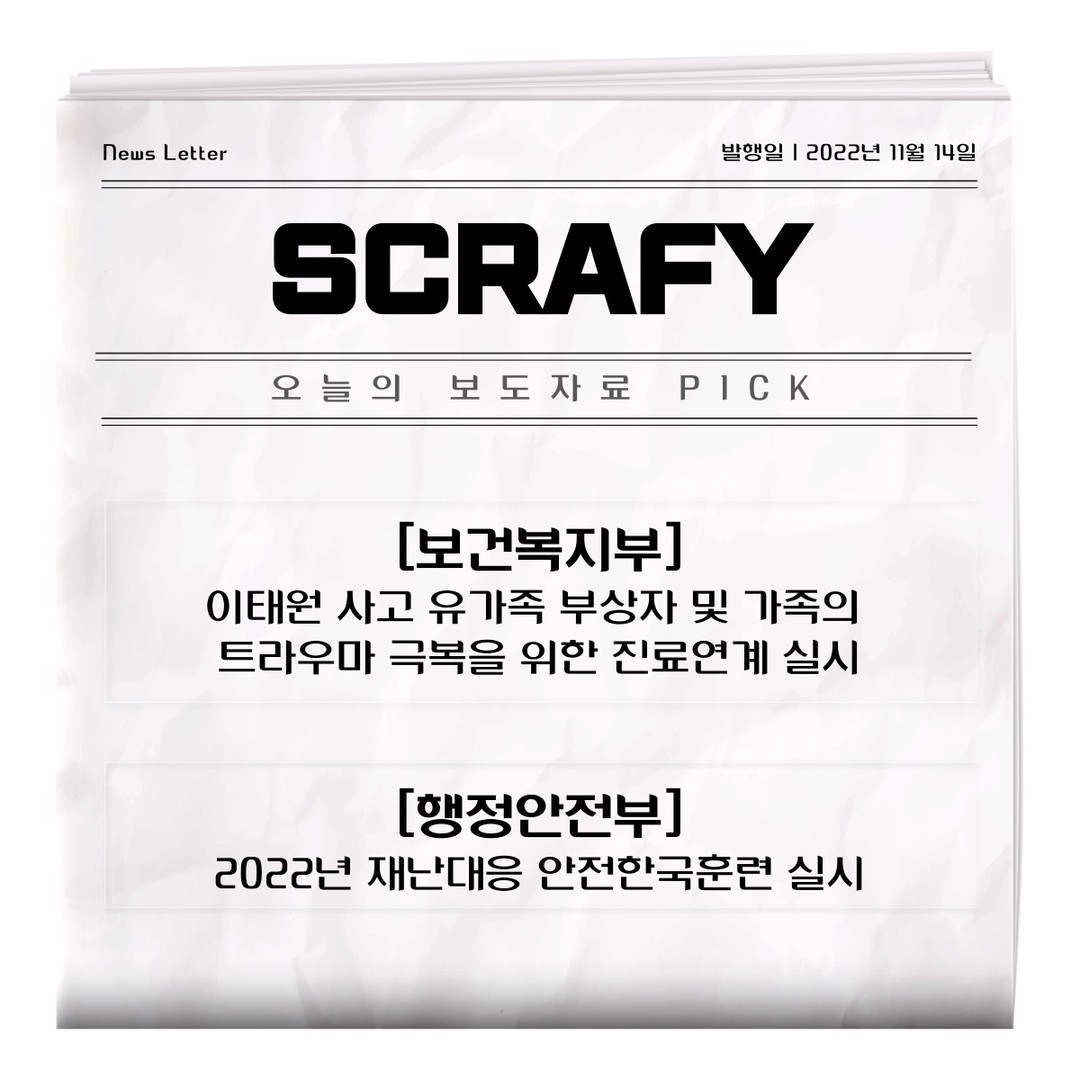 News Letter
발행일 | 2022년 11월 14일
SCRAFY
오늘의 보도자료 PICK
[보건복지부]
이태원 사고 유가족 부상자 및 가족의
트라우마 극복을 위한 진료연계 실시
[행정안전부]
2022년 재난대응 안전한국훈련 실시